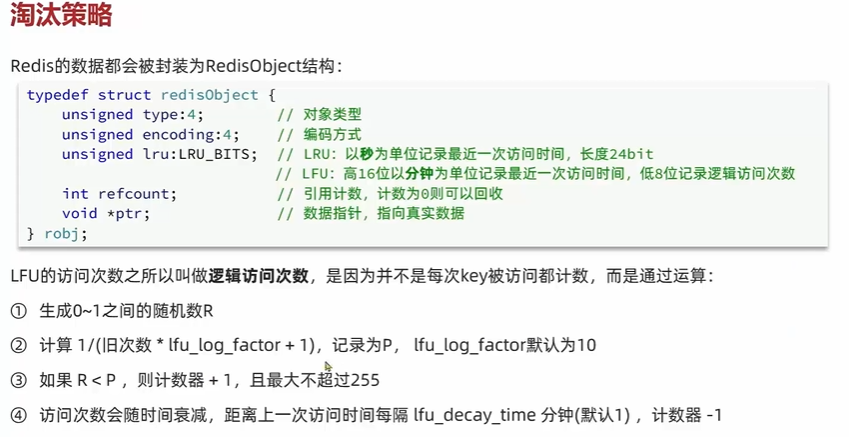 淘汰策略
Redis的数据都会被封装为RedisObject结构：
typedef struct redisObject {
    unsigned type:4;          // 对象类型
    unsigned encoding:4;      // 编码方式
    unsigned lru:LRU_BITS;  // LRU：以秒为单位记录最近一次访问时间，长度24bit
                            // LFU：高16位以分钟为单位记录最近一次访问时间，低8位记录逻辑访问次数
    int refcount;           // 引用计数，计数为0则可以回收
    void *ptr;              // 数据指针，指向真实数据
} robj;
LFU的访问次数之所以叫做逻辑访问次数，是因为并不是每次key被访问都计数，而是通过运算：
① 生成0~1之间的随机数R
② 计算 1/(旧次数 * lfu_log_factor + 1)，记录为P， lfu_log_factor默认为10
③ 如果 R < P ，则计数器 + 1，且最大不超过255
④ 访问次数会随时间衰减，距离上一次访问时间每隔 lfu_decay_time 分钟(默认1) ，计数器 -1